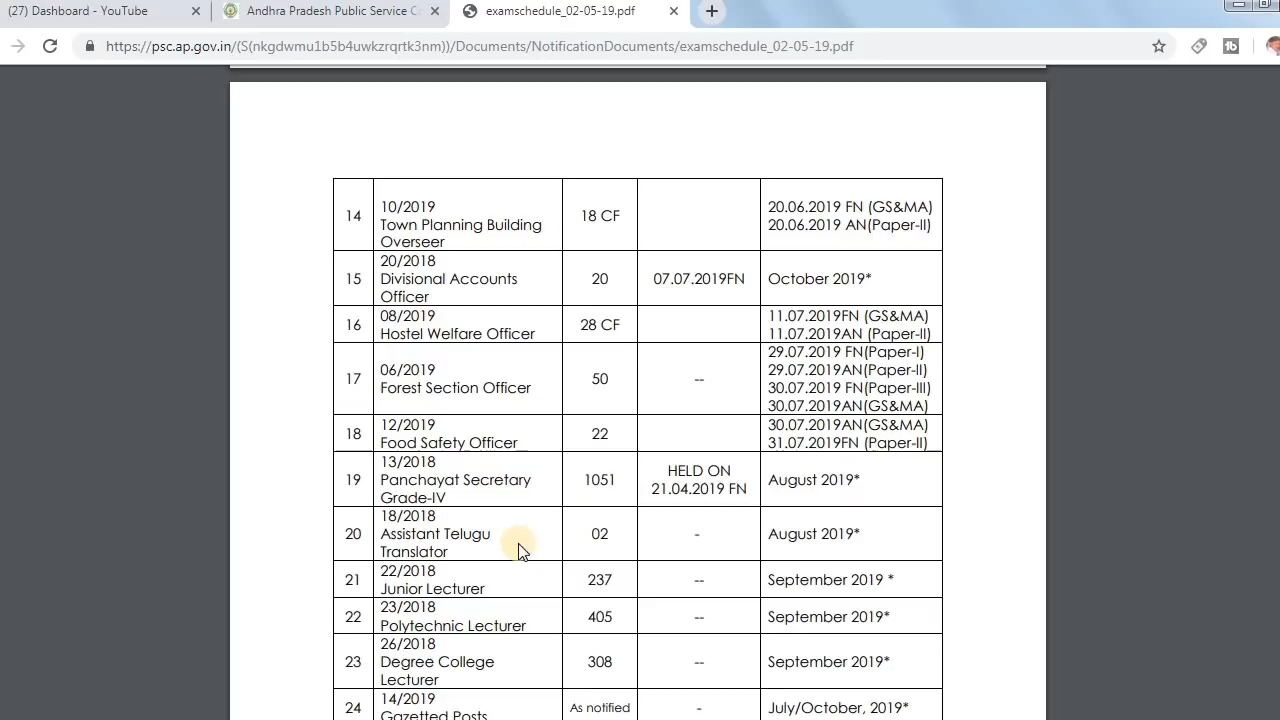 (27) Dashboard - YouTube
Andhra Pradesh Public Service C
examschedule_02-05-19.pdf
https://psc.ap.gov.in/(S(nkgdwmu1b5b4uwkzrqrtk3nm))/Documents/NotificationDocuments/examschedule_02-05-19.pdf
14
10/2019
Town Planning Building
Overseer
18 CF
20.06.2019 FN (GS&MA)
20.06.2019 AN(Paper-II)
15
20/2018
Divisional Accounts
Officer
20
07.07.2019FN
October 2019*
16
08/2019
Hostel Welfare Officer
28 CF
11.07.2019FN (GS&MA)
11.07.2019AN (Paper-II)
17
06/2019
Forest Section Officer
50
--
29.07.2019 FN(Paper-I)
29.07.2019AN(Paper-II)
30.07.2019 FN(Paper-III)
30.07.2019AN(GS&MA)
18
12/2019
Food Safety Officer
22
30.07.2019AN(GS&MA)
31.07.2019FN (Paper-II)
19
13/2018
Panchayat Secretary
Grade-IV
1051
HELD ON
21.04.2019 FN
August 2019*
20
18/2018
Assistant Telugu
Translator
02
-
August 2019*
21
22/2018
Junior Lecturer
237
--
September 2019 *
22
23/2018
Polytechnic Lecturer
405
--
September 2019*
23
26/2018
Degree College
Lecturer
308
--
September 2019*
24
14/2019
Gazetted Posts
As notified
-
July/October, 2019*